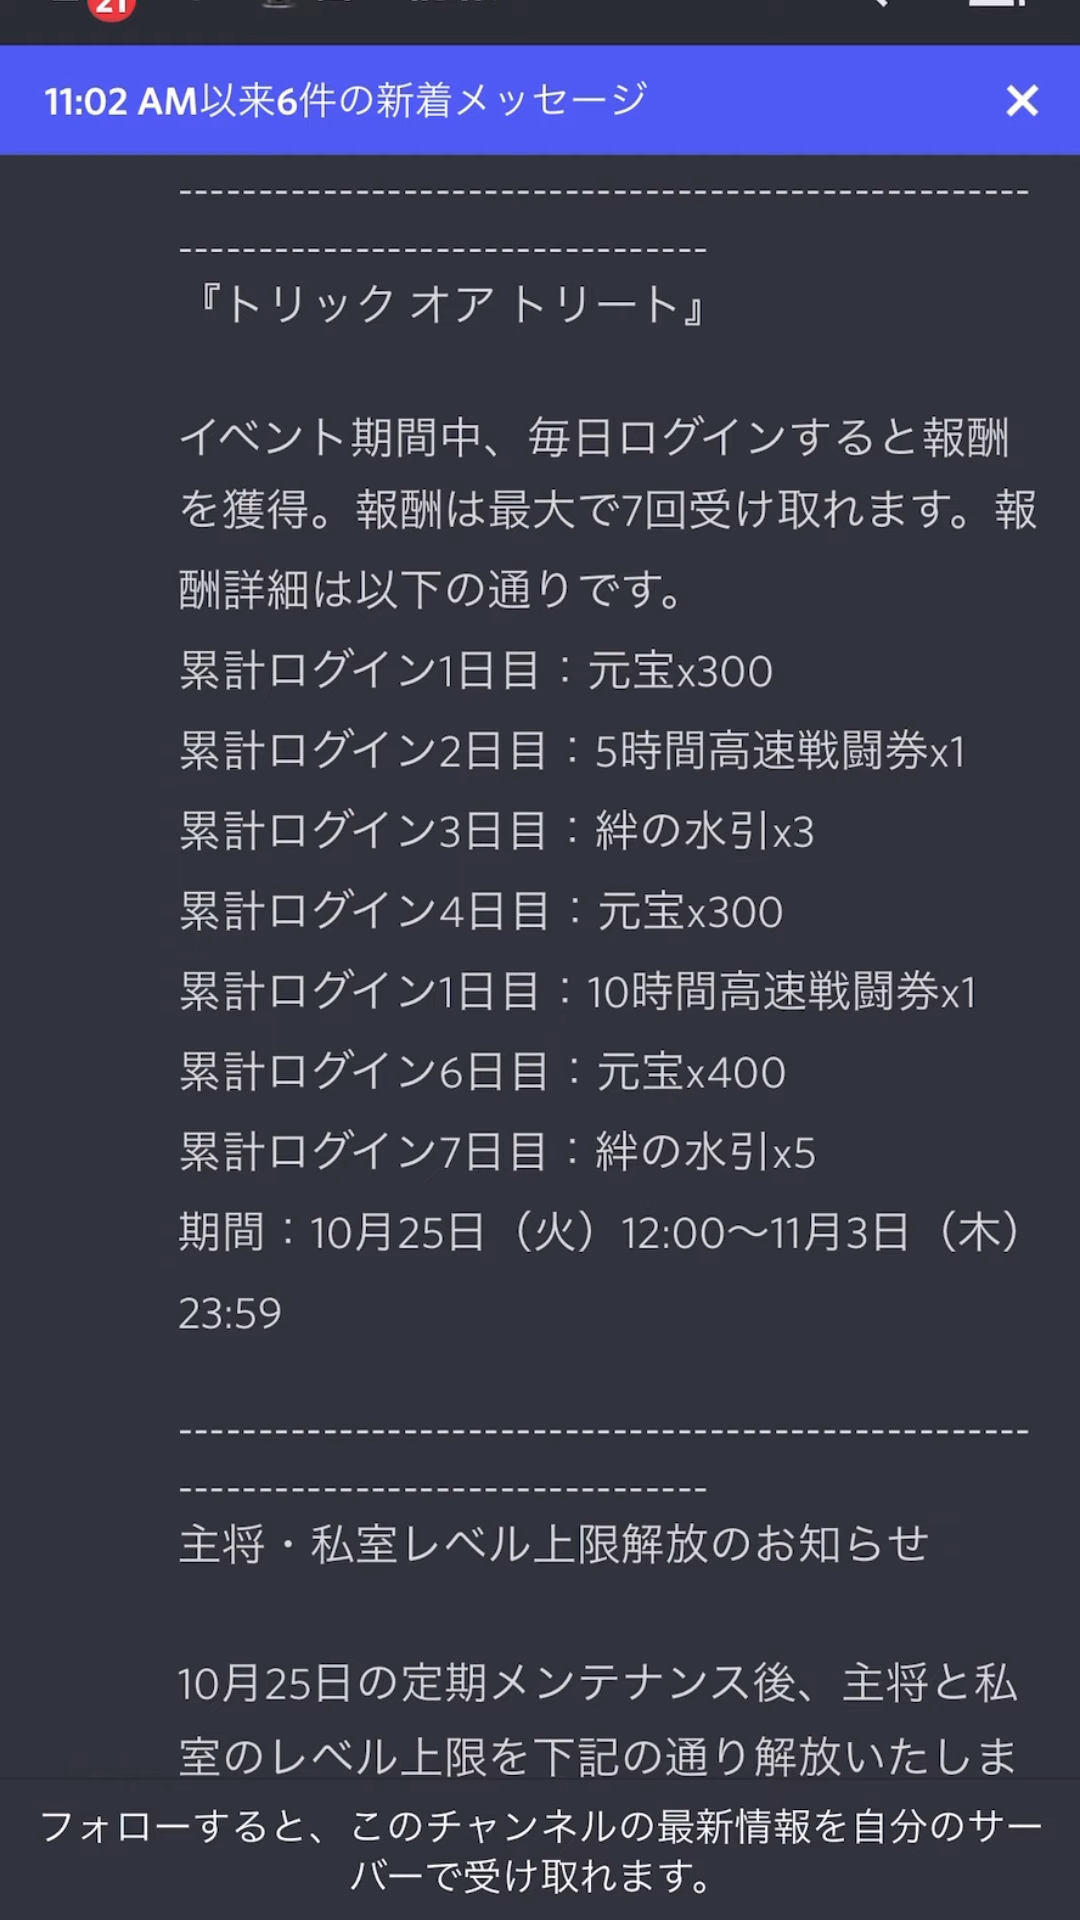 21
11:02 AM以来6件の新着メッセージ
-----------------------------------------------------
---------------------------------
『トリック オア トリート』
イベント期間中、毎日ログインすると報酬
を獲得。報酬は最大で7回受け取れます。報
酬詳細は以下の通りです。
累計ログイン1日目：元宝x300
累計ログイン2日目：5時間高速戦闘券x1
累計ログイン3日目：絆の水引x3
累計ログイン4日目：元宝x300
累計ログイン1日目：10時間高速戦闘券x1
累計ログイン6日目：元宝x400
累計ログイン7日目：絆の水引x5
期間：10月25日（火）12:00〜11月3日（木）
23:59
-----------------------------------------------------
---------------------------------
主将・私室レベル上限解放のお知らせ
10月25日の定期メンテナンス後、主将と私
室のレベル上限を下記の通り解放いたしま
フォローすると、このチャンネルの最新情報を自分のサー
バーで受け取れます。